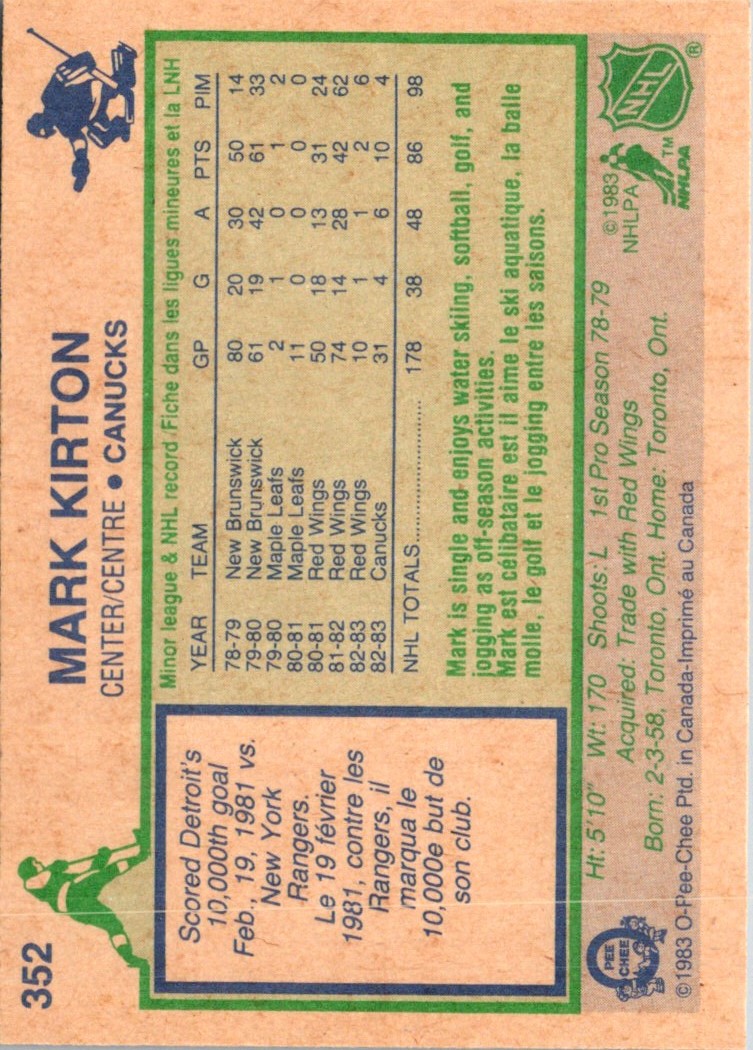 352
MARK KIRTON
CENTER/CENTRE • CANUCKS
Scored Detroit's
10,000th goal
Feb., 19, 1981 vs.
New York
Rangers.
Le 19 février
1981, contre les
Rangers, il
marqua le
10,000e but de
son club.
Minor league & NHL record/Fiche dans les ligues mineures et la LNH
YEAR TEAM GP G A PTS PIM
78-79 New Brunswick 80 20 30 50 14
79-80 New Brunswick 61 19 42 61 33
79-80 Maple Leafs 2 1 0 1 2
80-81 Maple Leafs 11 0 0 0 0
80-81 Red Wings 50 18 13 31 24
81-82 Red Wings 74 14 28 42 62
82-83 Red Wings 10 1 1 2 6
82-83 Canucks 31 4 6 10 4
NHL TOTALS.................... 178 38 48 86 98
Mark is single and enjoys water skiing, softball, golf, and
jogging as off-season activities.
Mark est célibataire est il aime le ski aquatique, la balle
molle, le golf et le jogging entre les saisons.
Ht: 5'10" Wt: 170 Shoots: L 1st Pro Season 78-79
Acquired: Trade with Red Wings
Born: 2-3-58, Toronto, Ont. Home: Toronto, Ont.
©1983
NHLPA
TM
NHLPA
NHL
®
O
PEE
CHEE
©1983 O-Pee-Chee Ptd. in Canada-Imprimé au Canada